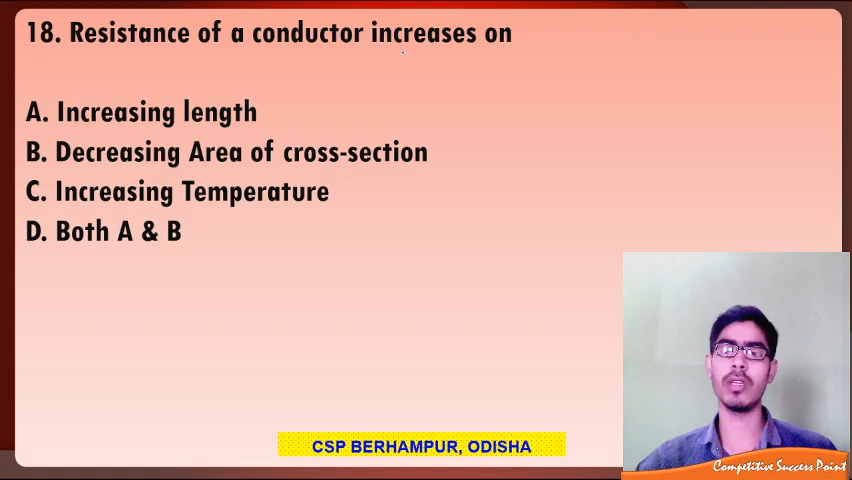 18. Resistance of a conductor increases on
A. Increasing length
B. Decreasing Area of cross-section
C. Increasing Temperature
D. Both A & B
CSP BERHAMPUR, ODISHA
Competitive Success Point